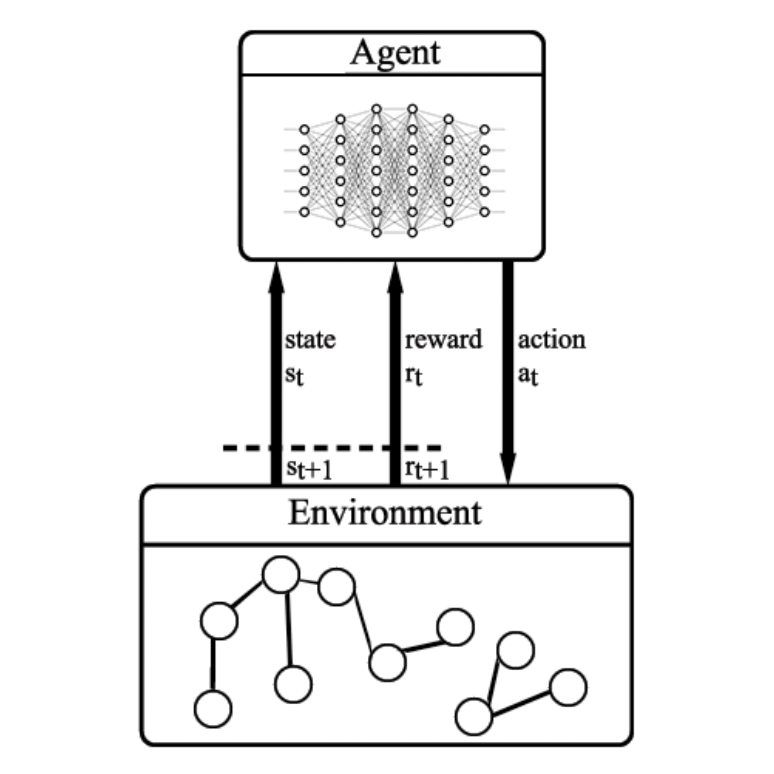 Agent
state
reward
action
st
rt
at
st+1
rt+1
Environment